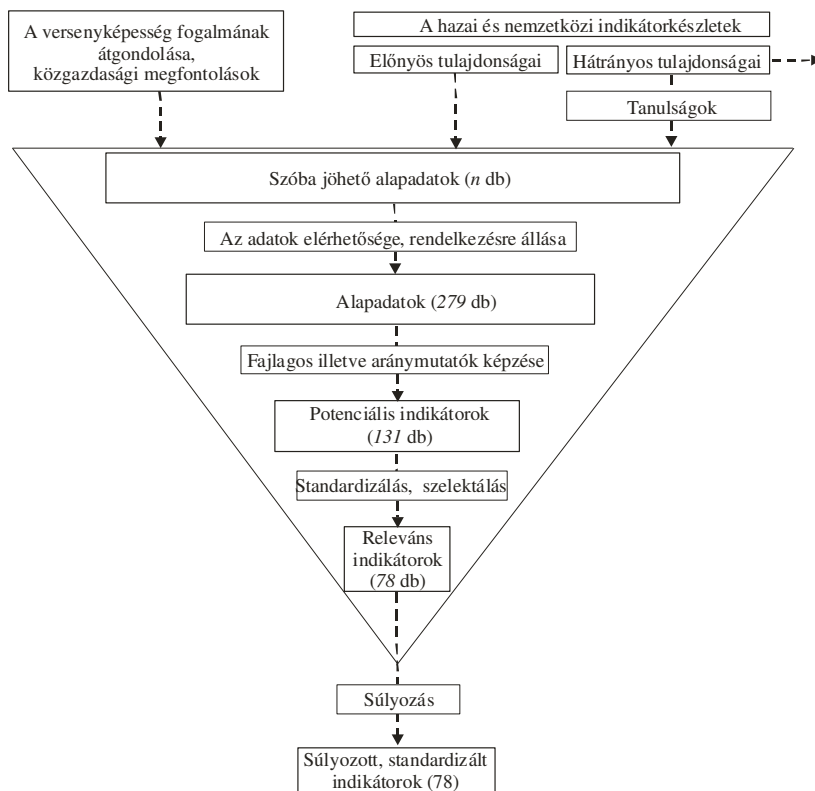 A versenyképesség fogalmának
átgondolása,
közgazdasági megfontolások
A hazai és nemzetközi indikátorkészletek
Előnyös tulajdonságai
Hátrányos tulajdonságai
Tanulságok
Szóba jöhető alapadatok (n db)
Az adatok elérhetősége, rendelkezésre állása
Alapadatok (279 db)
Fajlagos illetve aránymutatók képzése
Potenciális indikátorok
(131 db)
Standardizálás, szelektálás
Releváns
indikátorok
(78 db)
Súlyozás
Súlyozott, standardizált
indikátorok (78)